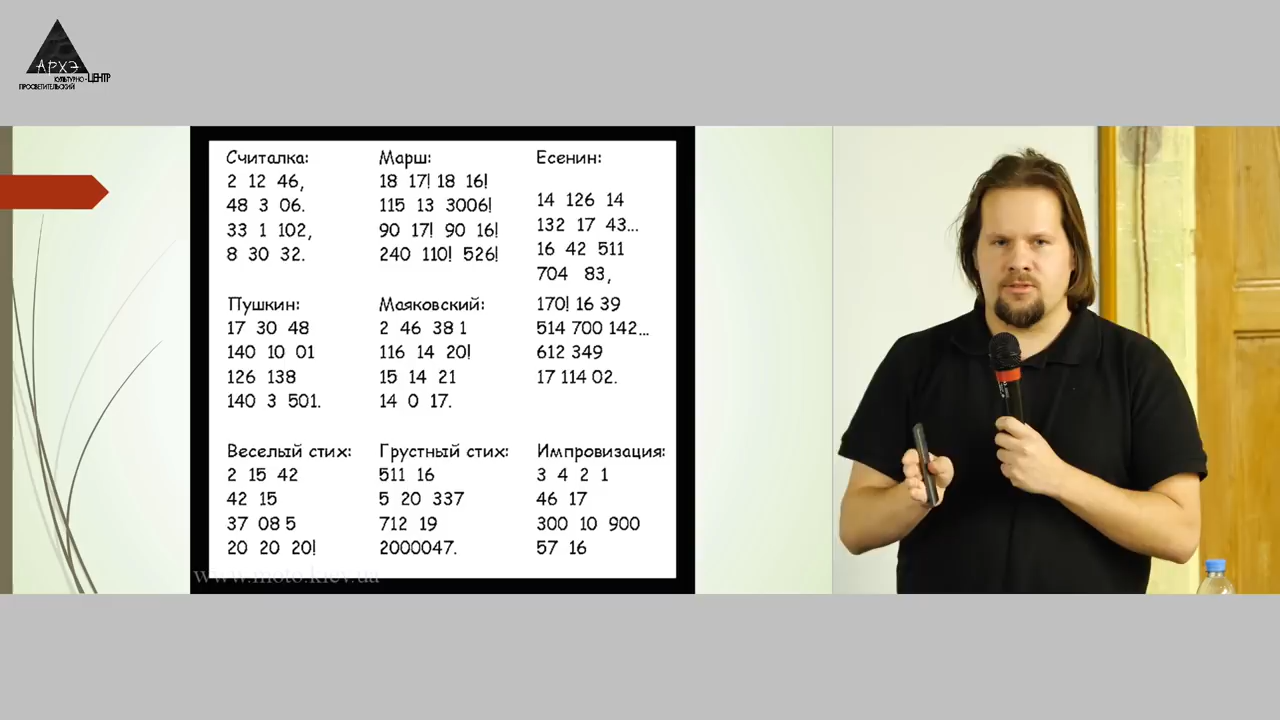 АРХЭ
КУЛЬТУРНО-ЦЕНТР
ПРОСВЕТИТЕЛЬСКИЙ
Считалка:
2 12 46,
48 3 06.
33 1 102,
8 30 32.
Марш:
18 17! 18 16!
115 13 3006!
90 17! 90 16!
240 110! 526!
Есенин:
14 126 14
132 17 43...
16 42 511
704 83,
170! 16 39
514 700 142...
612 349
17 114 02.
Пушкин:
17 30 48
140 10 01
126 138
140 3 501.
Маяковский:
2 46 38 1
116 14 20!
15 14 21
14 0 17.
Веселый стих:
2 15 42
42 15
37 08 5
20 20 20!
Грустный стих:
511 16
5 20 337
712 19
2000047.
Импровизация:
3 4 2 1
46 17
300 10 900
57 16
www.moto.kiev.ua